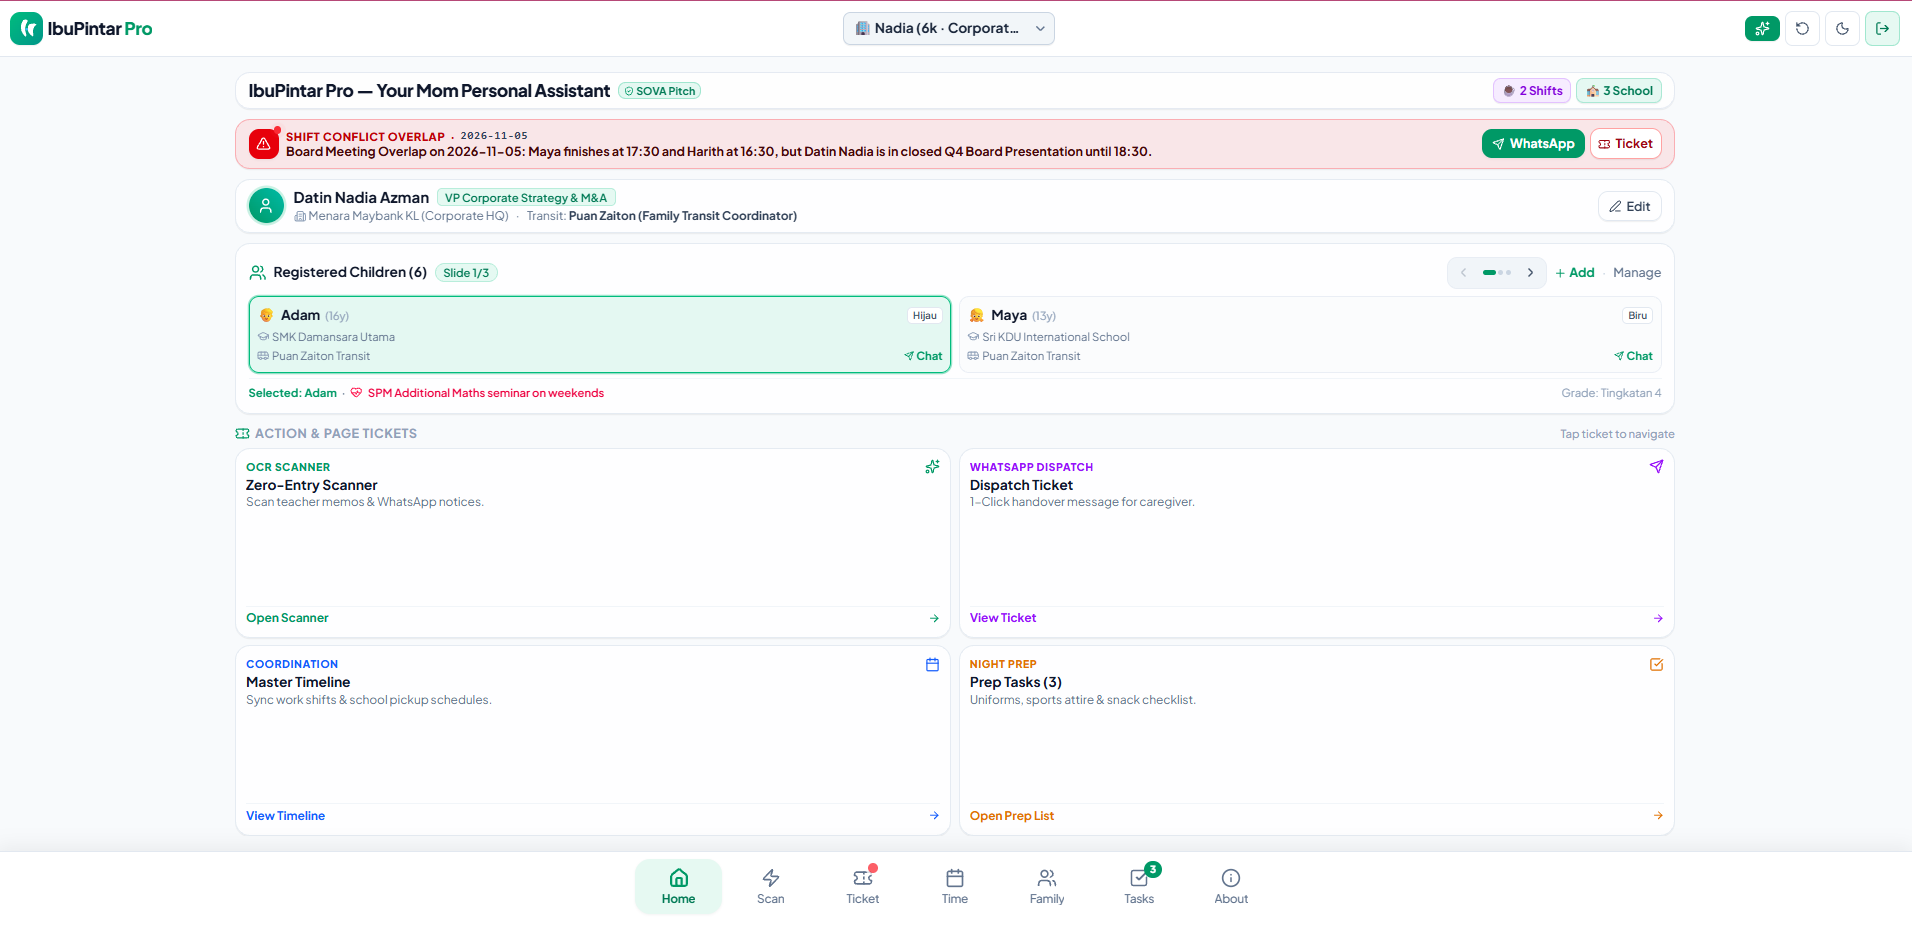 IbuPintar Pro
Nadia (6k · Corporat...
IbuPintar Pro — Your Mom Personal Assistant
SOVA Pitch
2 Shifts
3 School
SHIFT CONFLICT OVERLAP · 2026-11-05
Board Meeting Overlap on 2026-11-05: Maya finishes at 17:30 and Harith at 16:30, but Datin Nadia is in closed Q4 Board Presentation until 18:30.
WhatsApp
Ticket
Datin Nadia Azman
VP Corporate Strategy & M&A
Menara Maybank KL (Corporate HQ) · Transit: Puan Zaiton (Family Transit Coordinator)
Edit
Registered Children (6)
Slide 1/3
+ Add · Manage
Adam (16y)
Hijau
SMK Damansara Utama
Puan Zaiton Transit
Chat
Maya (13y)
Biru
Sri KDU International School
Puan Zaiton Transit
Chat
Selected: Adam · SPM Additional Maths seminar on weekends
Grade: Tingkatan 4
ACTION & PAGE TICKETS
Tap ticket to navigate
OCR SCANNER
Zero-Entry Scanner
Scan teacher memos & WhatsApp notices.
Open Scanner
WHATSAPP DISPATCH
Dispatch Ticket
1-Click handover message for caregiver.
View Ticket
COORDINATION
Master Timeline
Sync work shifts & school pickup schedules.
View Timeline
NIGHT PREP
Prep Tasks (3)
Uniforms, sports attire & snack checklist.
Open Prep List
Home
Scan
Ticket
Time
Family
3
Tasks
About